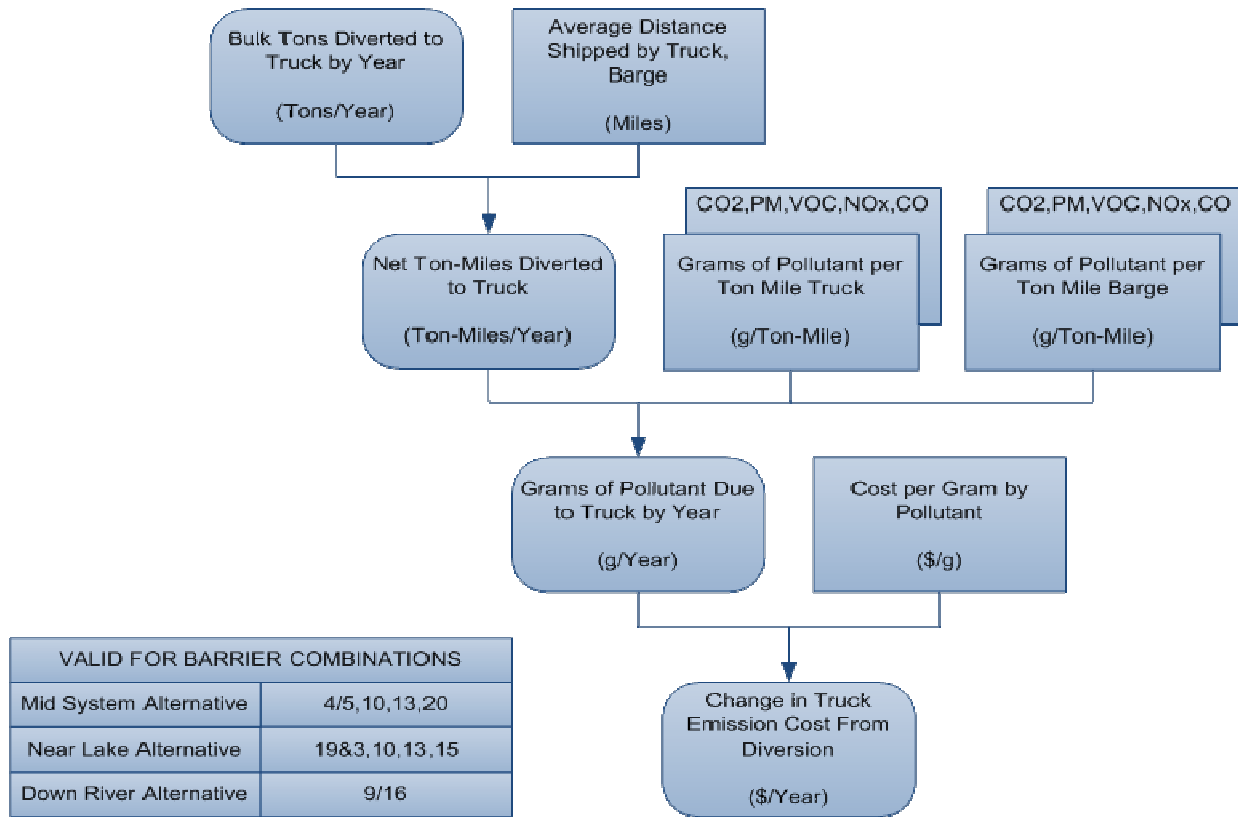 Bulk Tons Diverted to
Truck by Year
(Tons/Year)
Average Distance
Shipped by Truck,
Barge
(Miles)
CO2,PM,VOC,NOx,CO
CO2,PM,VOC,NOx,CO
Net Ton-Miles Diverted
to Truck
(Ton-Miles/Year)
Grams of Pollutant per
Ton Mile Truck
(g/Ton-Mile)
Grams of Pollutant per
Ton Mile Barge
(g/Ton-Mile)
Grams of Pollutant Due
to Truck by Year
(g/Year)
Cost per Gram by
Pollutant
($/g)
VALID FOR BARRIER COMBINATIONS
Mid System Alternative 4/5,10,13,20
Near Lake Alternative 19&3,10,13,15
Down River Alternative 9/16
Change in Truck
Emission Cost From
Diversion
($/Year)